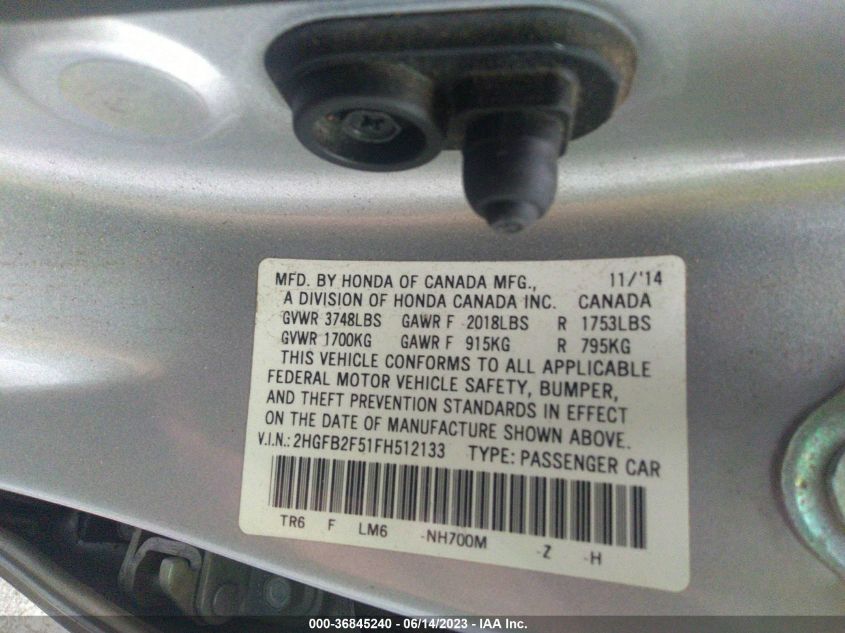 MFD. BY HONDA OF CANADA MFG., 11/'14
A DIVISION OF HONDA CANADA INC. CANADA
GVWR 3748LBS GAWR F 2018LBS R 1753LBS
GVWR 1700KG GAWR F 915KG R 795KG
THIS VEHICLE CONFORMS TO ALL APPLICABLE
FEDERAL MOTOR VEHICLE SAFETY, BUMPER,
AND THEFT PREVENTION STANDARDS IN EFFECT
ON THE DATE OF MANUFACTURE SHOWN ABOVE.
V.I.N.: 2HGFB2F51FH512133 TYPE: PASSENGER CAR
TR6 F LM6 -NH700M -Z -H
000-36845240 - 06/14/2023 - IAA Inc.